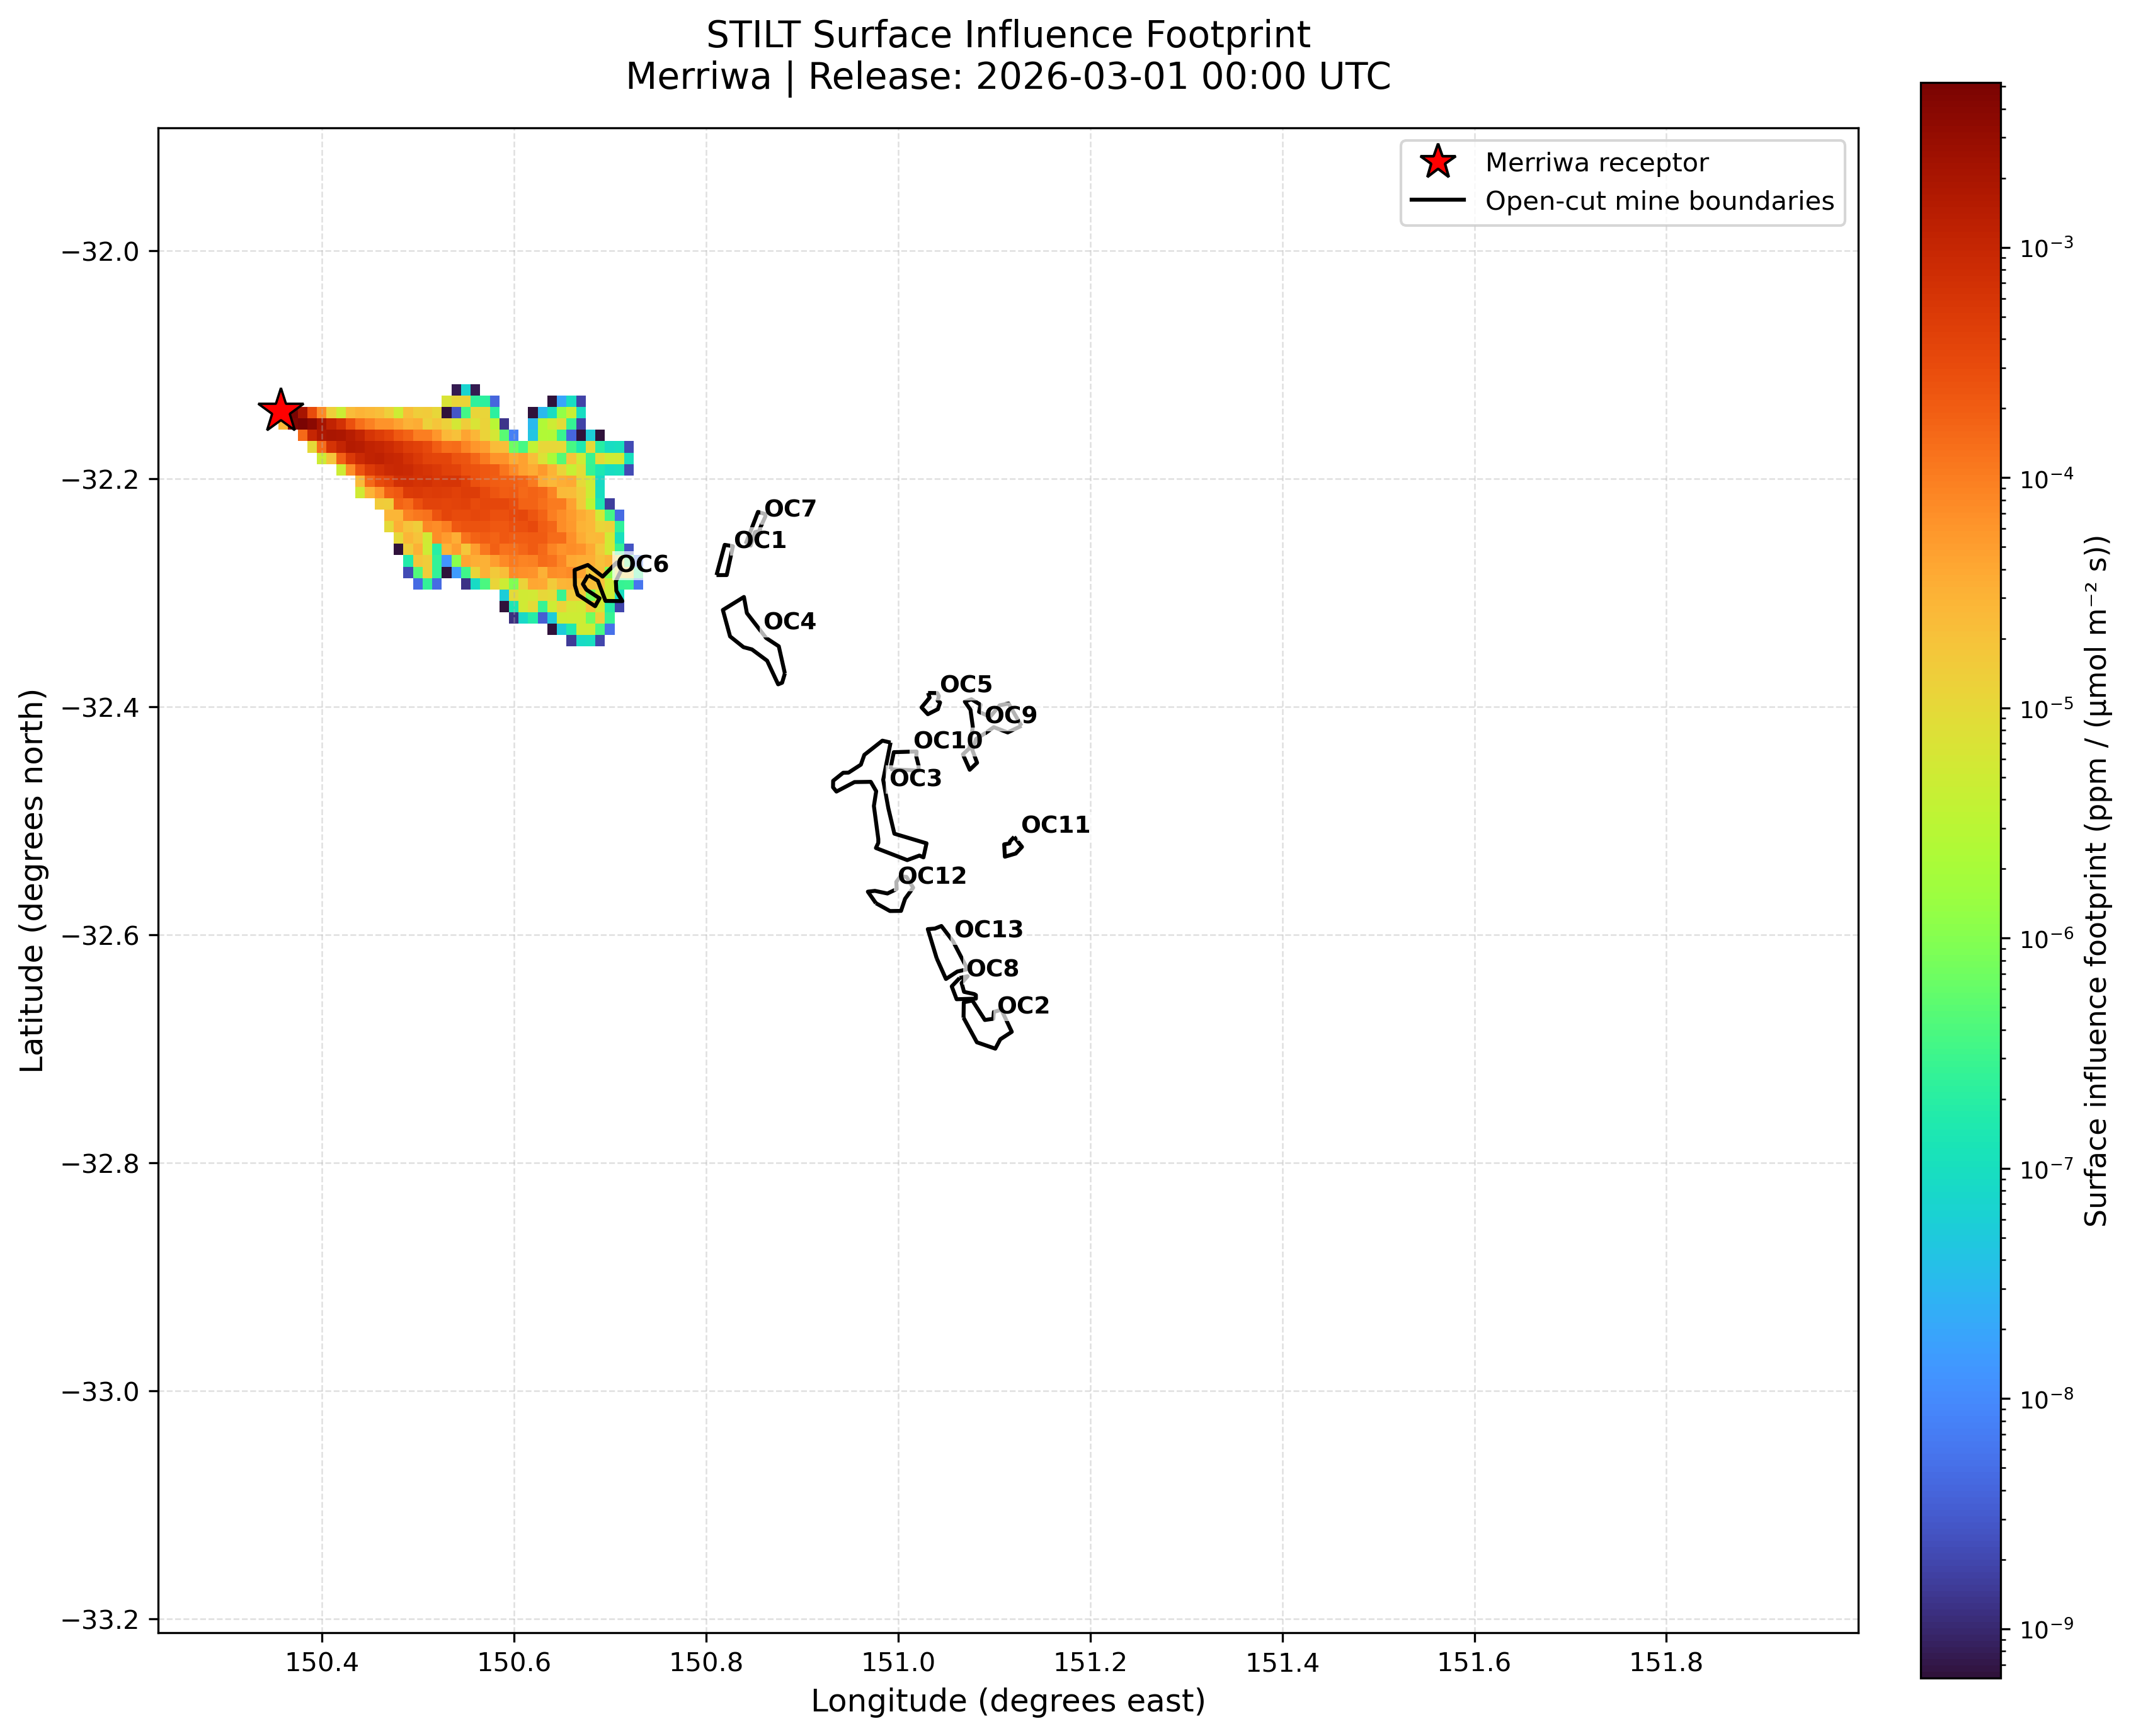 STILT Surface Influence Footprint
Merriwa | Release: 2026-03-01 00:00 UTC
Merriwa receptor
Open-cut mine boundaries
−32.0
−32.2
−32.4
−32.6
−32.8
−33.0
−33.2
Latitude (degrees north)
OC7
OC1
OC6
OC4
OC5
OC9
OC10
OC3
OC11
OC12
OC13
OC8
OC2
150.4
150.6
150.8
151.0
151.2
151.4
151.6
151.8
Longitude (degrees east)
10⁻³
10⁻⁴
10⁻⁵
10⁻⁶
10⁻⁷
10⁻⁸
10⁻⁹
Surface influence footprint (ppm / (μmol m⁻² s))